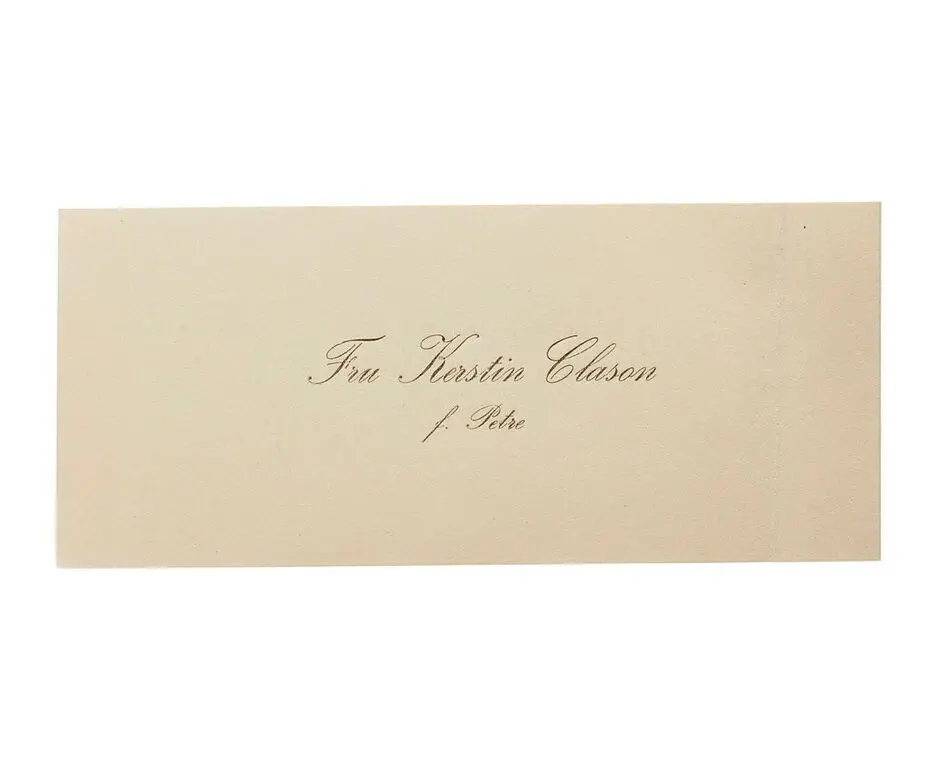 Fru Kerstin Clason
f. Petre